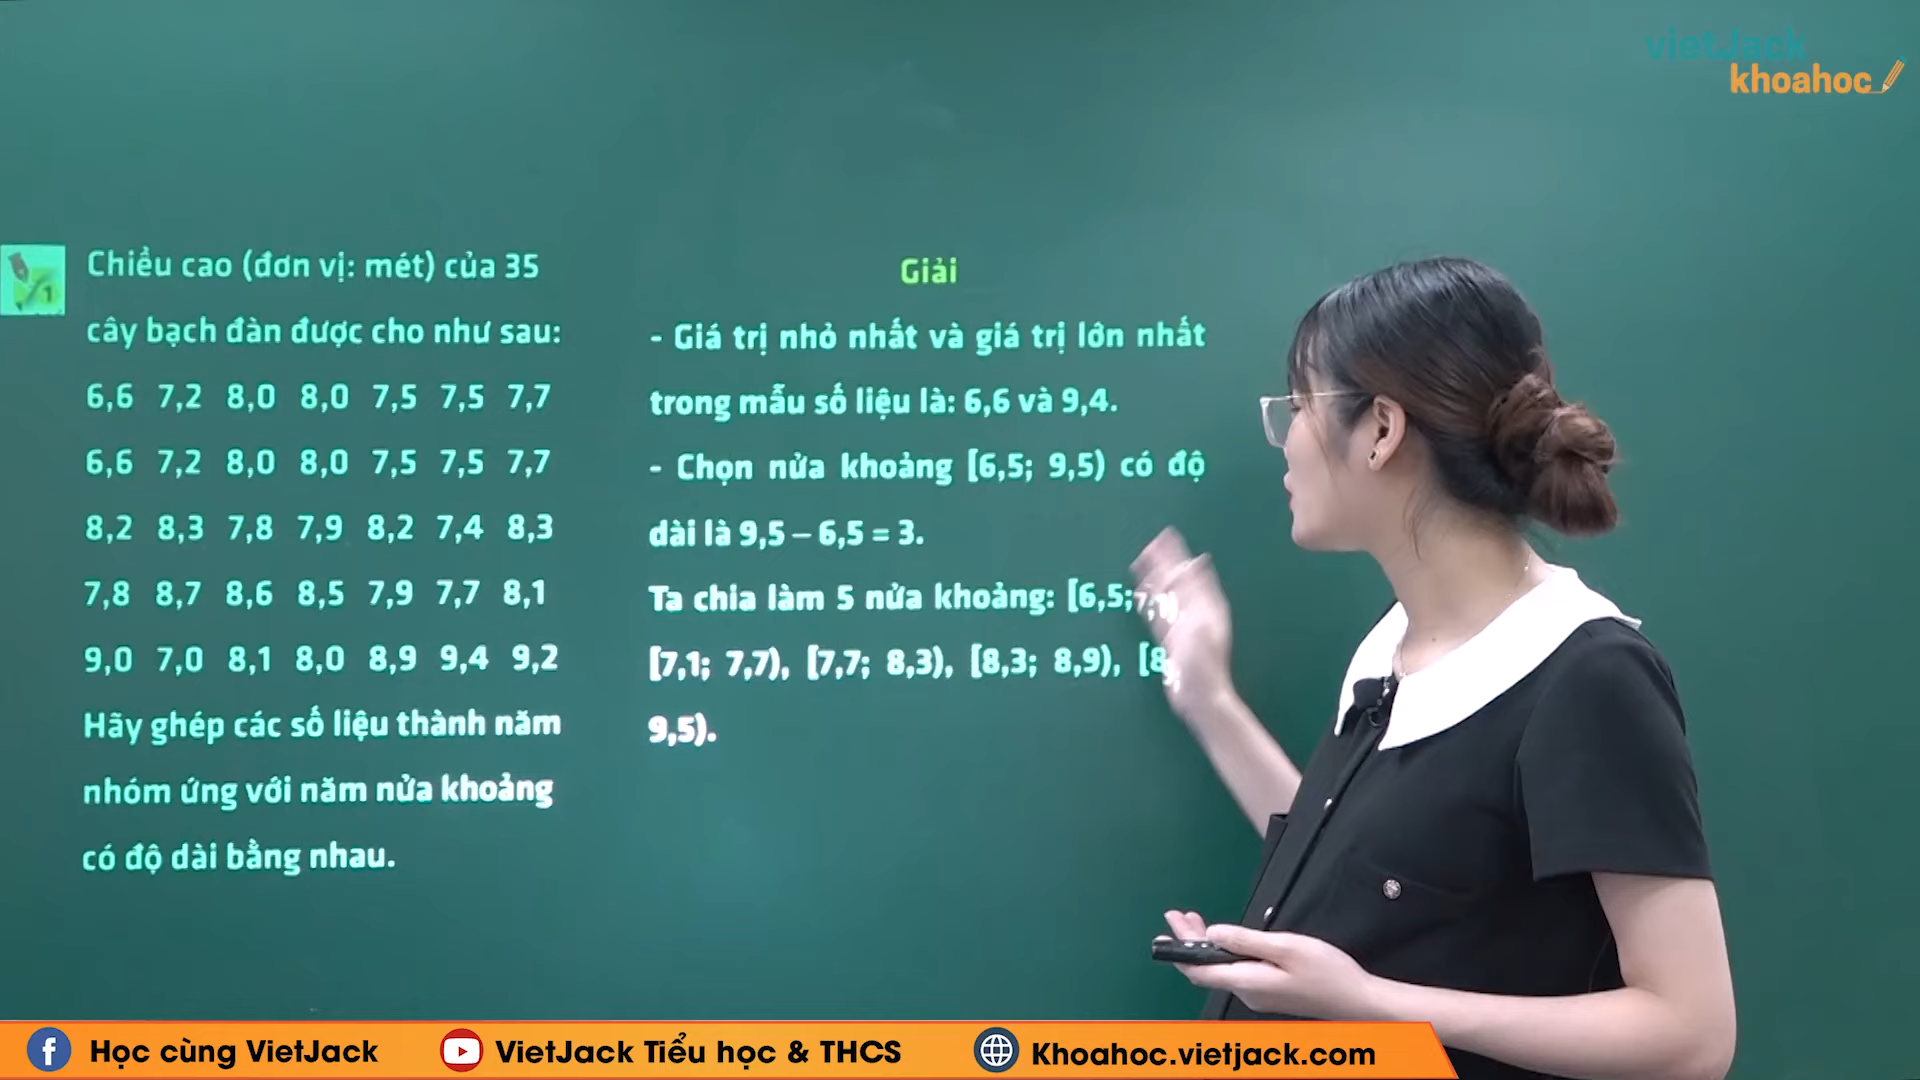 vietJack
khoahoc
1
Chiều cao (đơn vị: mét) của 35
cây bạch đàn được cho như sau:
6,6 7,2 8,0 8,0 7,5 7,5 7,7
6,6 7,2 8,0 8,0 7,5 7,5 7,7
8,2 8,3 7,8 7,9 8,2 7,4 8,3
7,8 8,7 8,6 8,5 7,9 7,7 8,1
9,0 7,0 8,1 8,0 8,9 9,4 9,2
Hãy ghép các số liệu thành năm
nhóm ứng với năm nửa khoảng
có độ dài bằng nhau.
Giải
- Giá trị nhỏ nhất và giá trị lớn nhất
trong mẫu số liệu là: 6,6 và 9,4.
- Chọn nửa khoảng [6,5; 9,5) có độ
dài là 9,5 – 6,5 = 3.
Ta chia làm 5 nửa khoảng: [6,5;7,1),
[7,1; 7,7), [7,7; 8,3), [8,3; 8,9), [8,9;
9,5).
Học cùng VietJack
VietJack Tiểu học & THCS
Khoahoc.vietjack.com